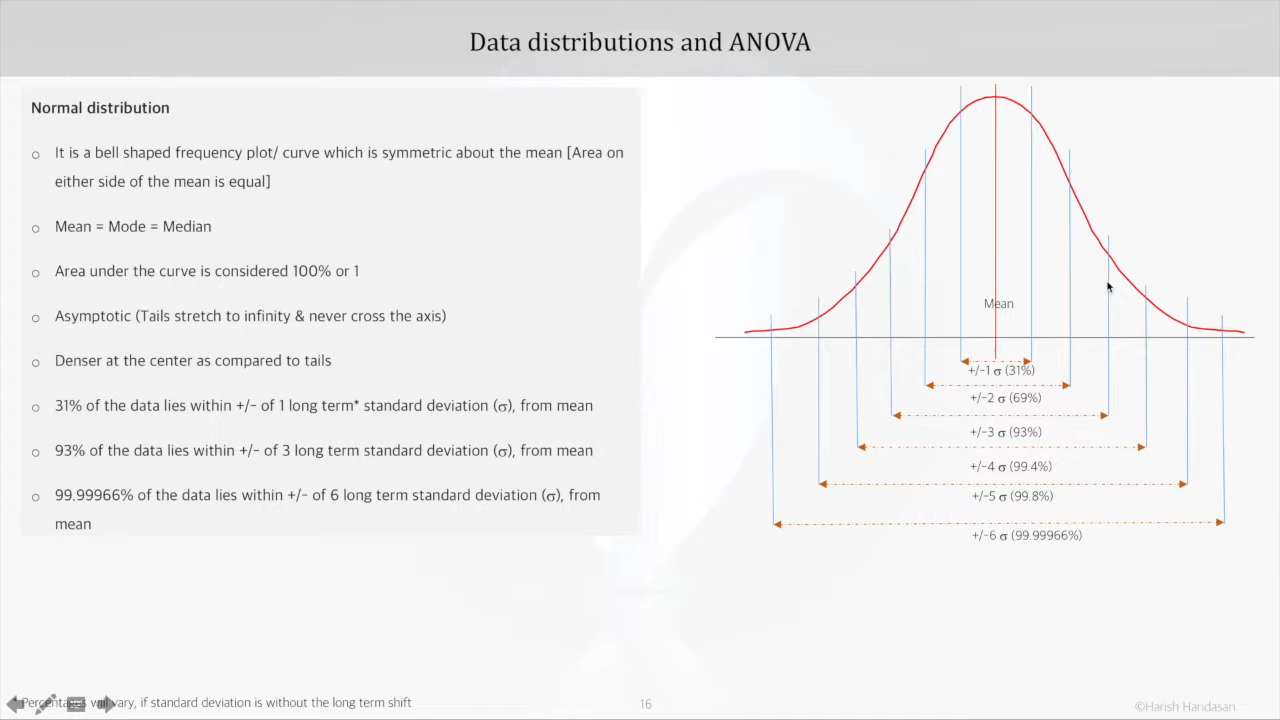 Data distributions and ANOVA
Normal distribution
It is a bell shaped frequency plot/ curve which is symmetric about the mean [Area on
either side of the mean is equal]
Mean = Mode = Median
Area under the curve is considered 100% or 1
Asymptotic (Tails stretch to infinity & never cross the axis)
Denser at the center as compared to tails
31% of the data lies within +/- of 1 long term* standard deviation (σ), from mean
93% of the data lies within +/- of 3 long term standard deviation (σ), from mean
99.99966% of the data lies within +/- of 6 long term standard deviation (σ), from
mean
Mean
+/-1 σ (31%)
+/-2 σ (69%)
+/-3 σ (93%)
+/-4 σ (99.4%)
+/-5 σ (99.8%)
+/-6 σ (99.99966%)
* Percentages will vary, if standard deviation is without the long term shift
16
©Harish Haridasan